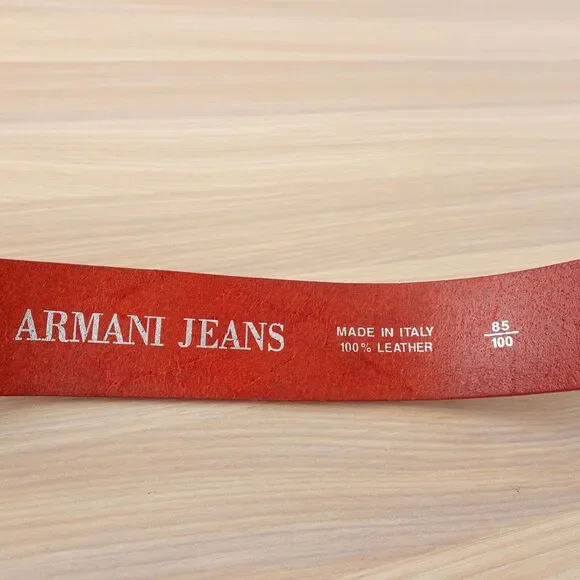 ARMANI JEANS
MADE IN ITALY
100% LEATHER
85
100